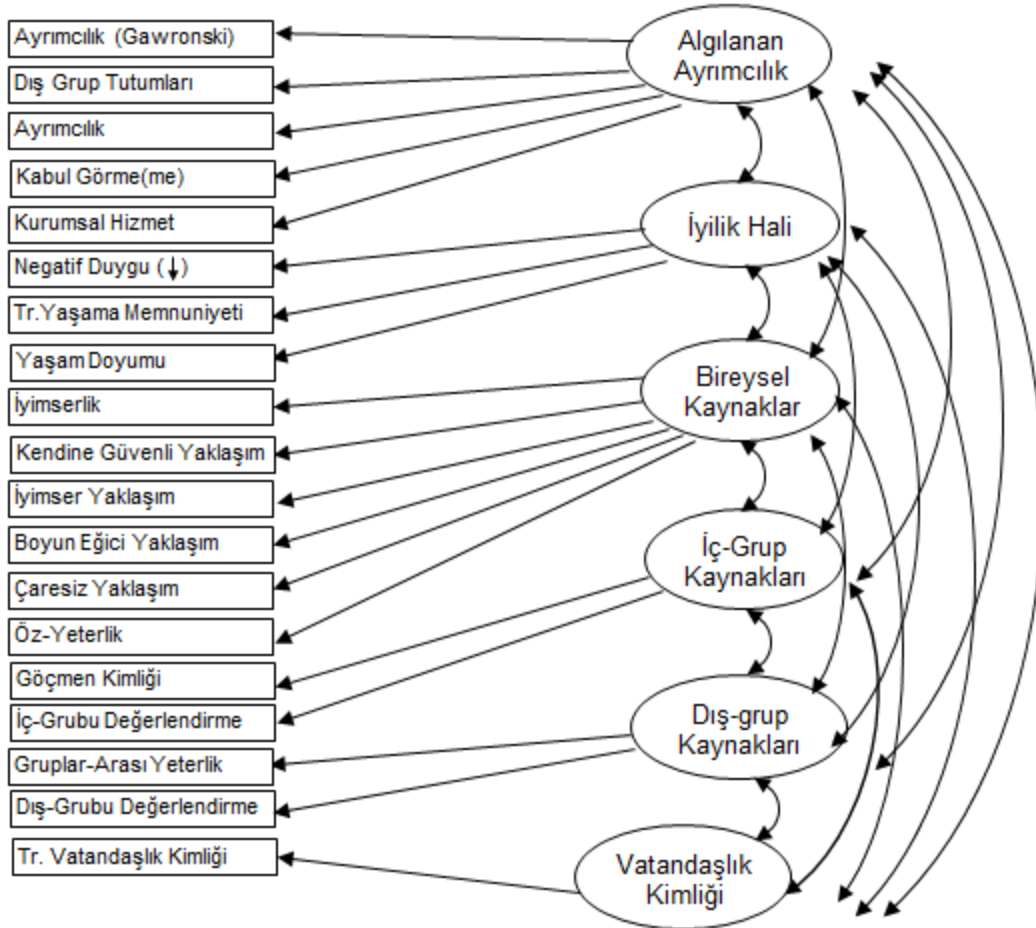 Ayrımcılık (Gawronski)
Dış Grup Tutumları
Ayrımcılık
Kabul Görme(me)
Kurumsal Hizmet
Negatif Duygu (↓)
Tr.Yaşama Memnuniyeti
Yaşam Doyumu
İyimserlik
Kendine Güvenli Yaklaşım
İyimser Yaklaşım
Boyun Eğici Yaklaşım
Çaresiz Yaklaşım
Öz-Yeterlik
Göçmen Kimliği
İç-Grubu Değerlendirme
Gruplar-Arası Yeterlik
Dış-Grubu Değerlendirme
Tr. Vatandaşlık Kimliği
Algılanan
Ayrımcılık
İyilik Hali
Bireysel
Kaynaklar
İç-Grup
Kaynakları
Dış-grup
Kaynakları
Vatandaşlık
Kimliği